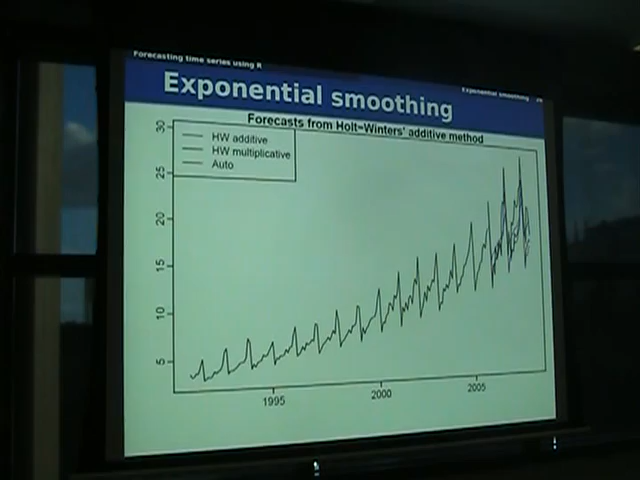 Forecasting time series using R
Exponential smoothing
Exponential smoothing
Forecasts from Holt-Winters' additive method
HW additive
HW multiplicative
Auto
30
25
20
15
10
5
1995
2000
2005